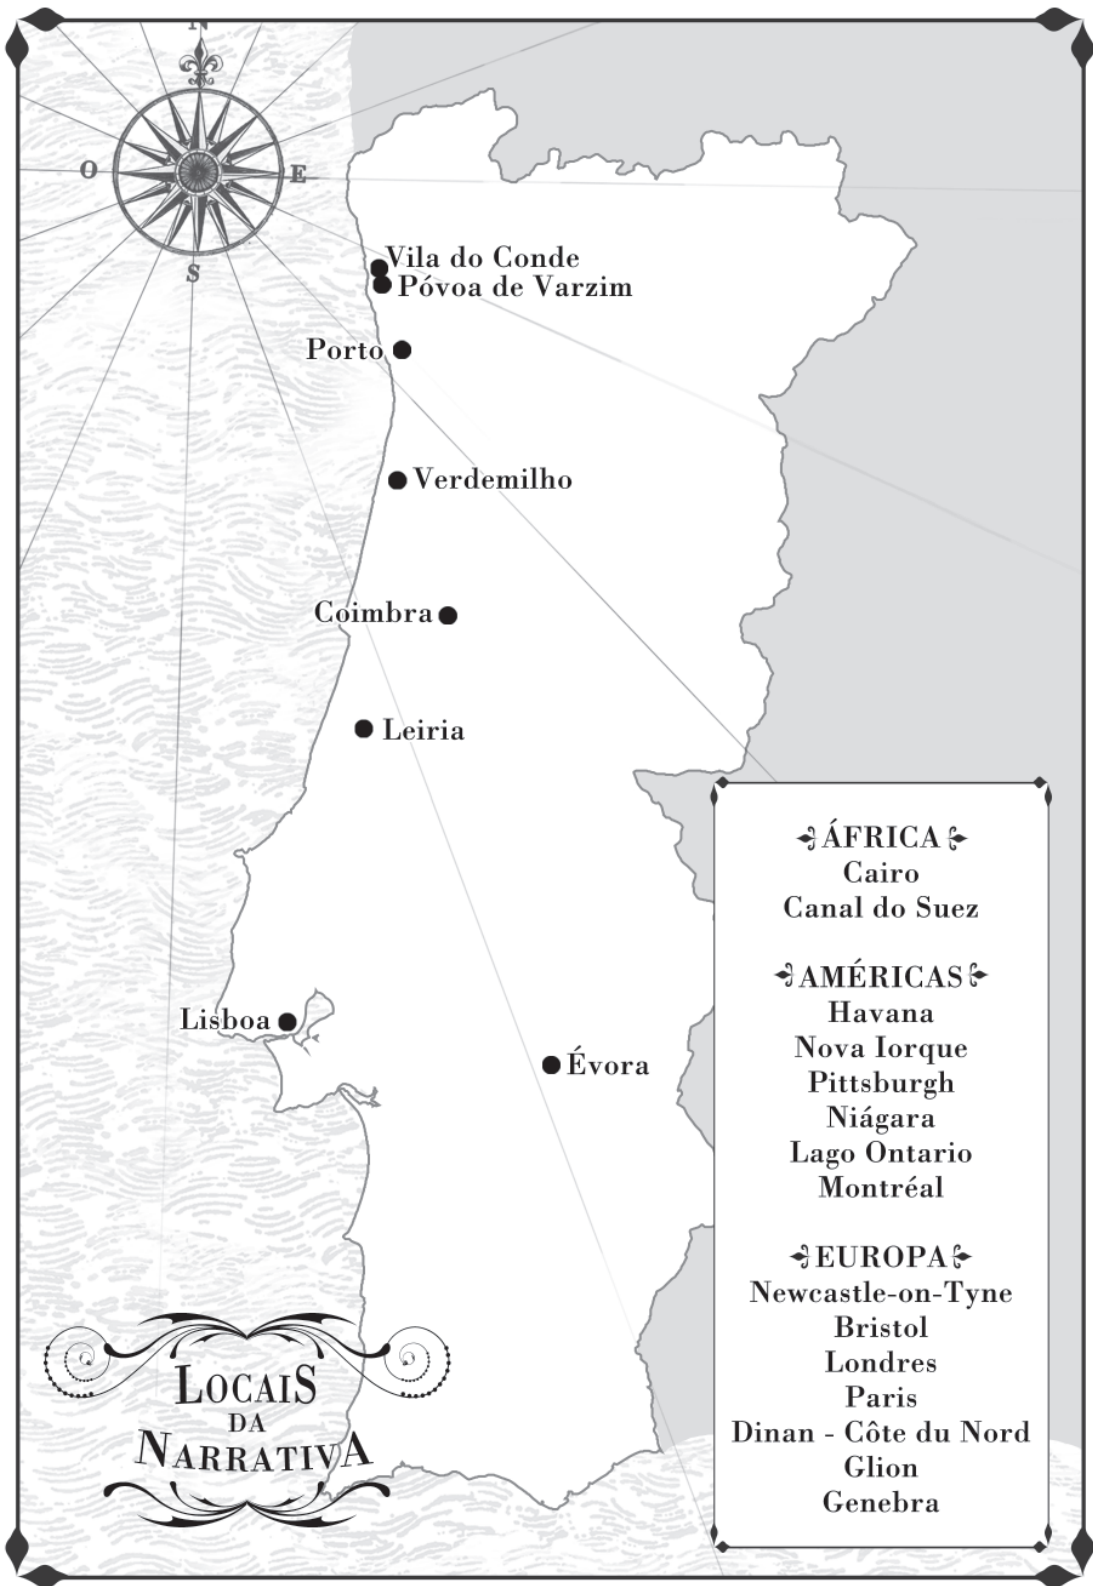 N
O
E
S
Vila do Conde
Póvoa de Varzim
Porto
Verdemilho
Coimbra
Leiria
Lisboa
Évora
ÁFRICA
Cairo
Canal do Suez
AMÉRICAS
Havana
Nova Iorque
Pittsburgh
Niágara
Lago Ontario
Montréal
EUROPA
Newcastle-on-Tyne
Bristol
Londres
Paris
Dinan - Côte du Nord
Glion
Genebra
LOCAIS
DA
NARRATIVA